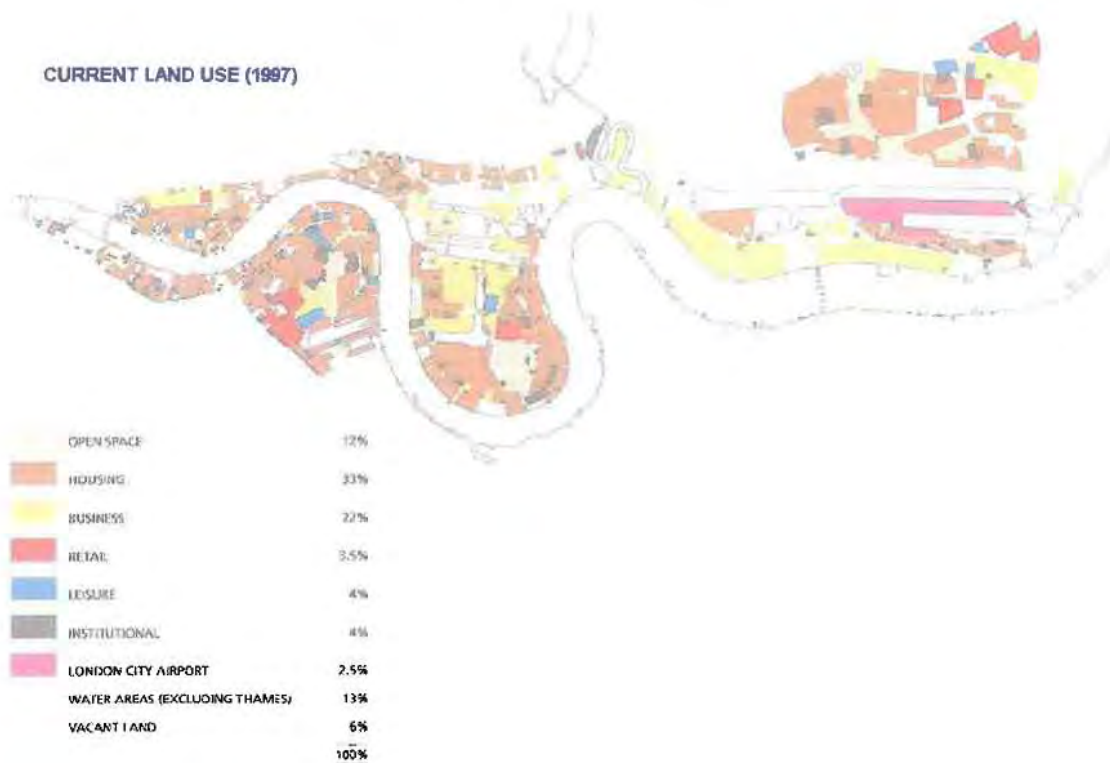 CURRENT LAND USE (1997)
OPEN SPACE 12%
HOUSING 33%
BUSINESS 22%
RETAIL 3.5%
LEISURE 4%
INSTITUTIONAL 4%
LONDON CITY AIRPORT 2.5%
WATER AREAS (EXCLUDING THAMES) 13%
VACANT LAND 6%
100%